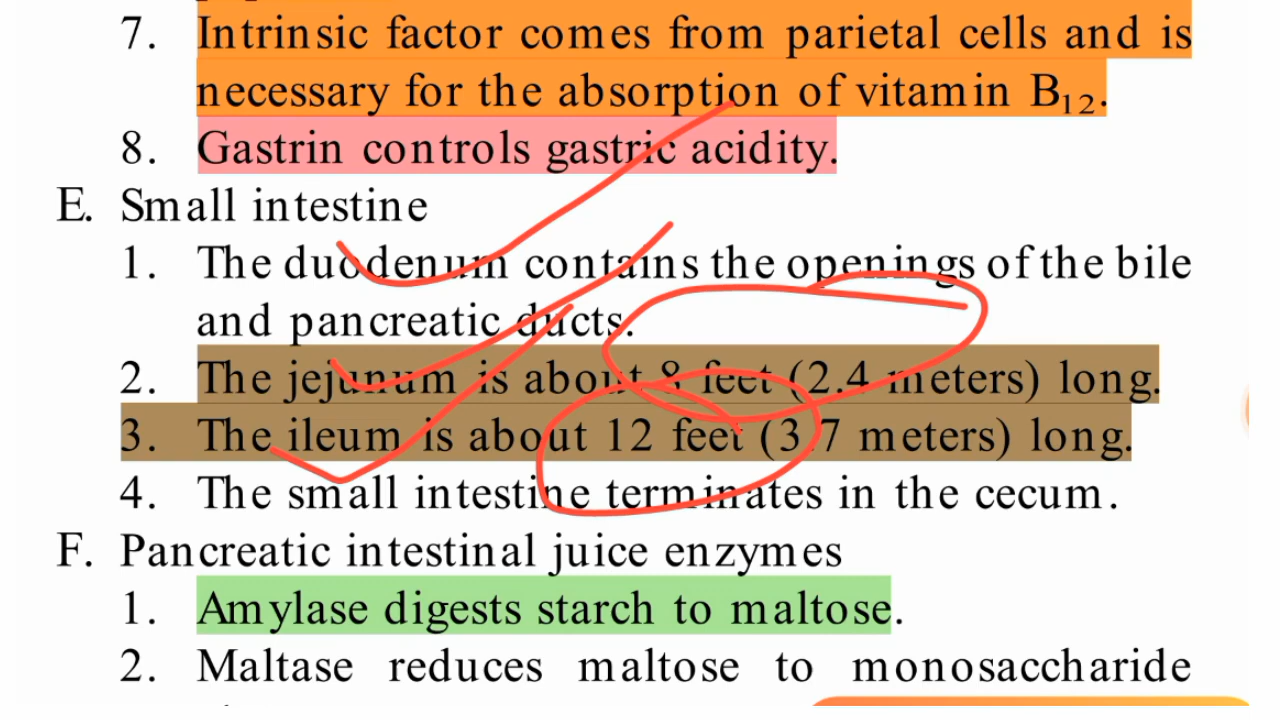 7. Intrinsic factor comes from parietal cells and is
necessary for the absorption of vitamin B₁₂.
8. Gastrin controls gastric acidity.
E. Small intestine
1. The duodenum contains the openings of the bile
and pancreatic ducts.
2. The jejunum is about 8 feet (2.4 meters) long.
3. The ileum is about 12 feet (3.7 meters) long.
4. The small intestine terminates in the cecum.
F. Pancreatic intestinal juice enzymes
1. Amylase digests starch to maltose.
2. Maltase reduces maltose to monosaccharide